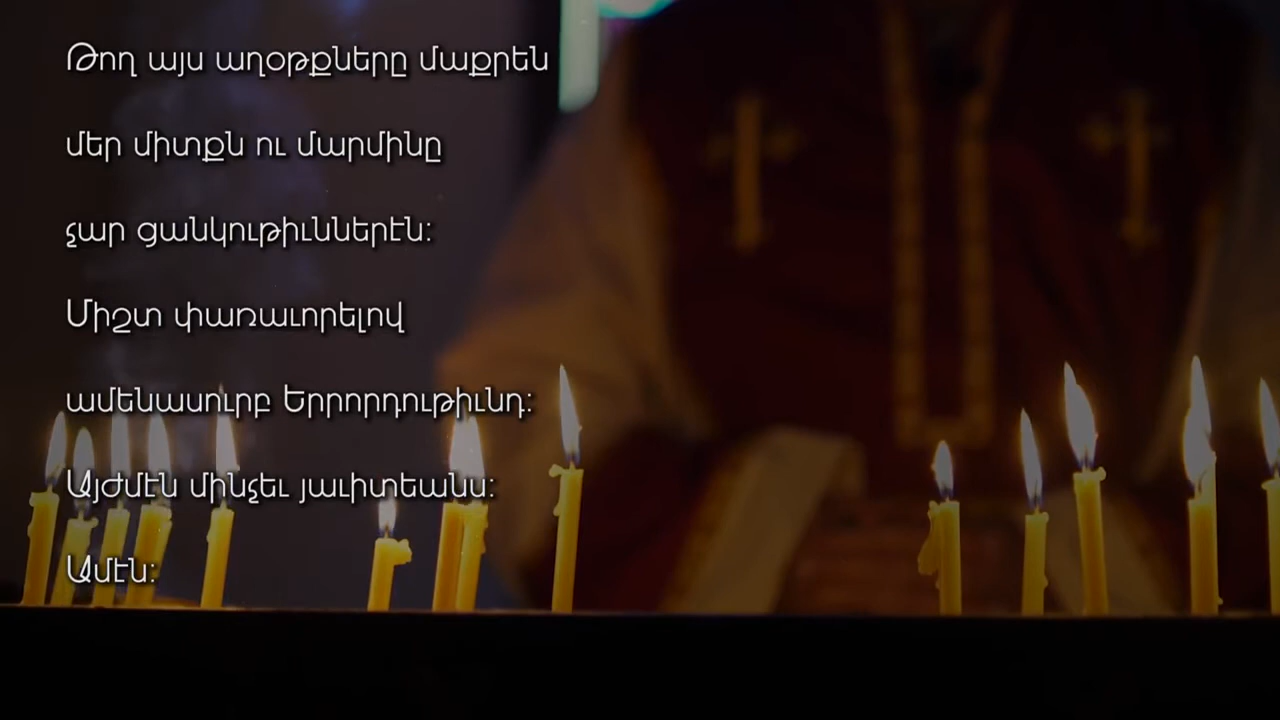 Թող այս աղօթքները մաքրեն
մեր միտքն ու մարմինը
չար ցանկութիւններէն։
Միշտ փառաւորելով
ամենասուրբ Երրորդութիւնդ։
Այժմէն մինչեւ յաւիտեանս։
Ամէն։